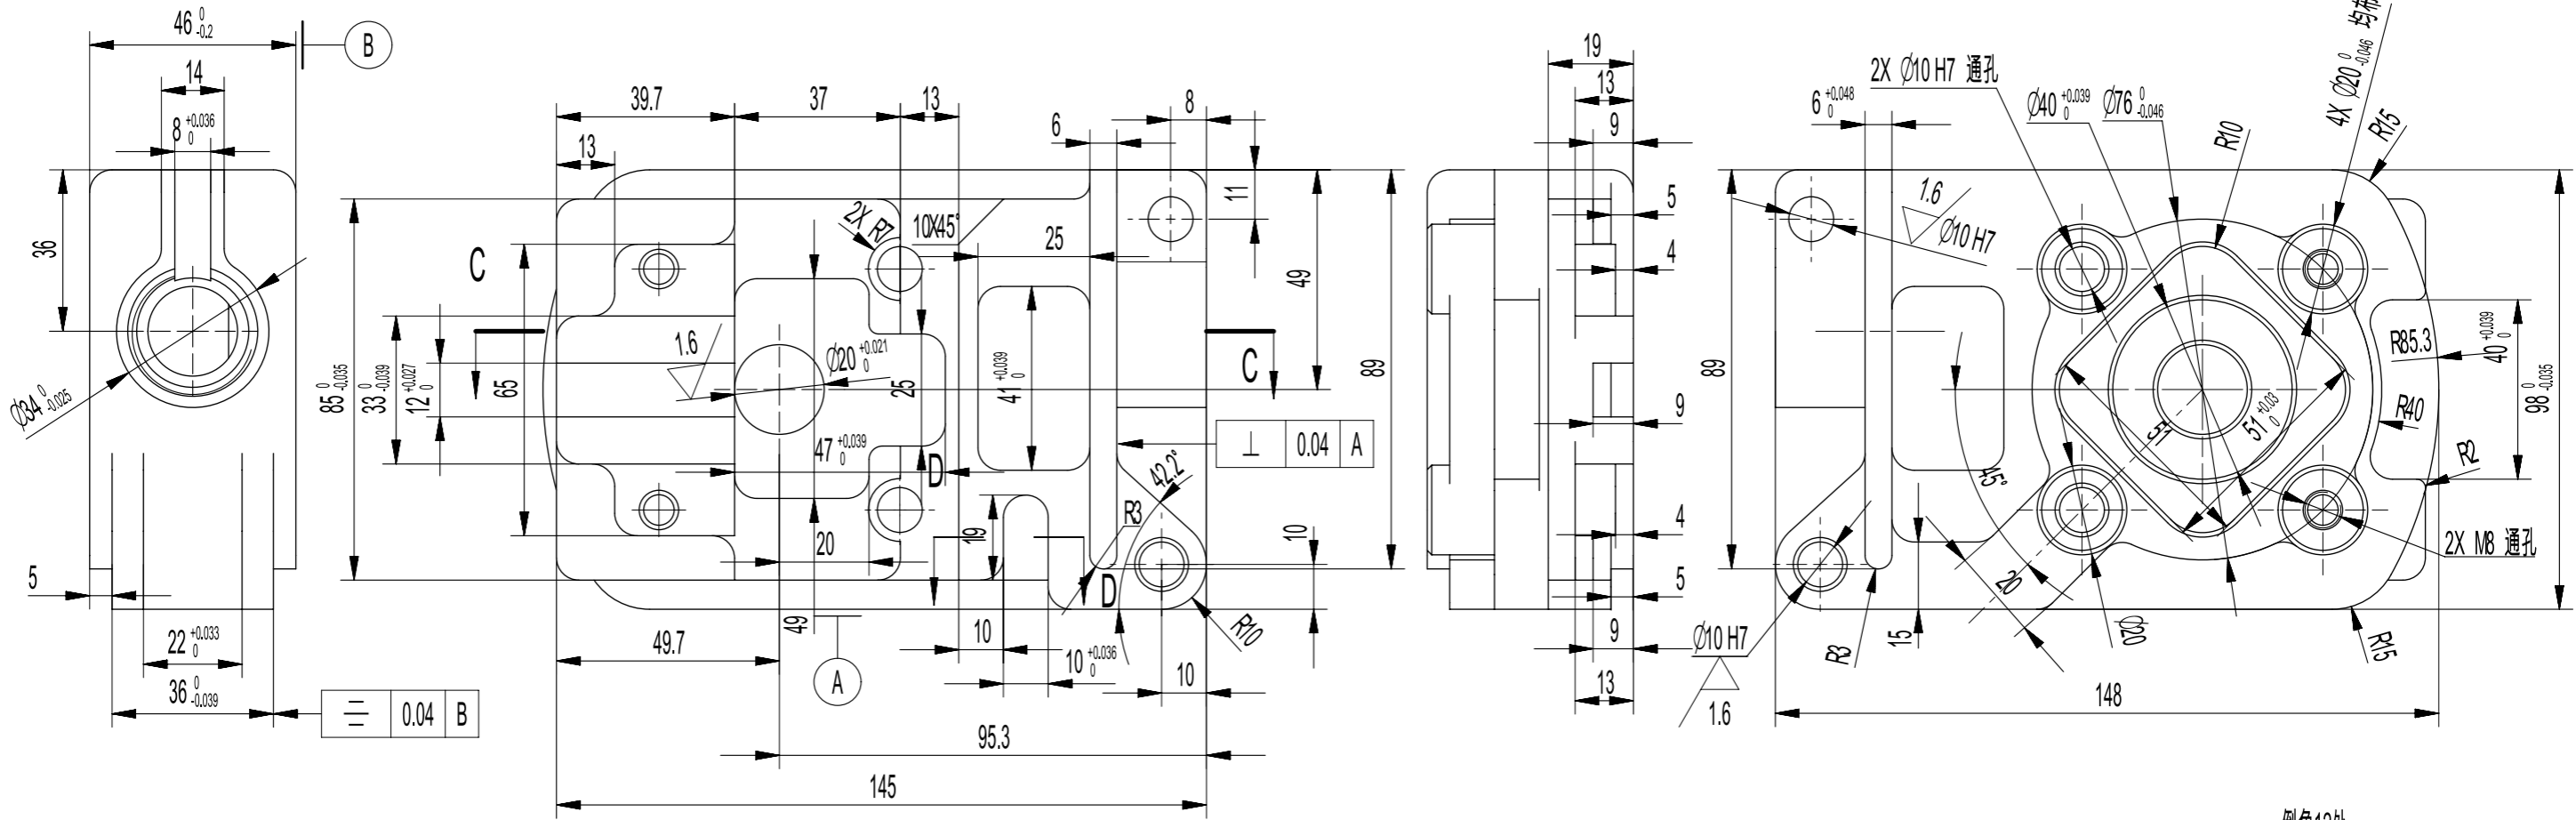 46 0 -0.2
B
14
8 +0.036 0
36
Ø34 0 -0.025
5
22 +0.033 0
36 0 -0.039
0.04 B
39.7
37
13
13
6
8
11
2X R7
10X45°
25
49
89
C
C
1.6
Ø20 +0.021 0
25
41 +0.039 0
85 0 -0.035
33 0 -0.039
12 +0.027 0
65
47 +0.039 0
D
⊥ 0.04 A
42.2°
R3
19
20
10
D
49
49.7
A
10
10 +0.036 0
10
R10
95.3
145
19
13
9
5
4
9
4
5
9
13
2X Ø10 H7 通孔
6 +0.048 0
Ø40 +0.039 0
Ø76 0 -0.046
R10
4X Ø20 0 -0.046 均布
R15
1.6
Ø10 H7
89
R85.3
40 +0.039 0
98 0 -0.035
R40
51
51 +0.03 0
R2
45°
20
2X M8 通孔
15
Ø20
R3
R15
Ø10 H7
1.6
148